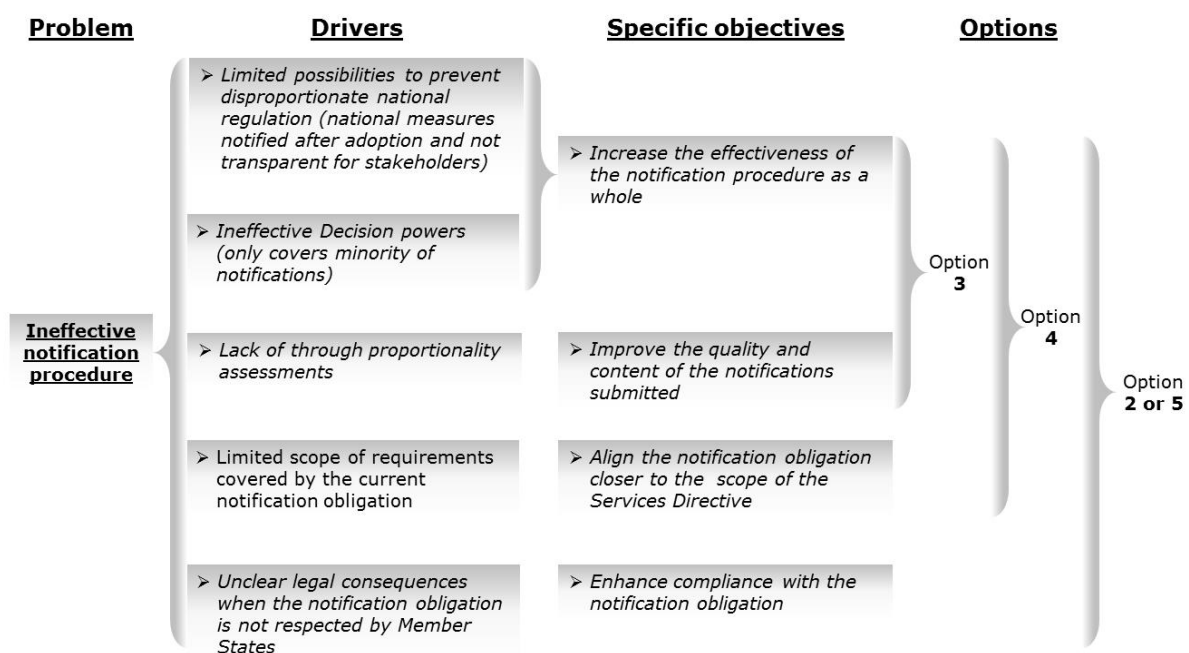 Problem
Drivers
Specific objectives
Options
Ineffective
notification
procedure
➢ Limited possibilities to prevent
disproportionate national
regulation (national measures
notified after adoption and not
transparent for stakeholders)
➢ Ineffective Decision powers
(only covers minority of
notifications)
➢ Lack of through proportionality
assessments
➢ Limited scope of requirements
covered by the current
notification obligation
➢ Unclear legal consequences
when the notification obligation
is not respected by Member
States
➢ Increase the effectiveness of
the notification procedure as a
whole
➢ Improve the quality and
content of the notifications
submitted
➢ Align the notification obligation
closer to the scope of the
Services Directive
➢ Enhance compliance with the
notification obligation
Option
3
Option
4
Option
2 or 5